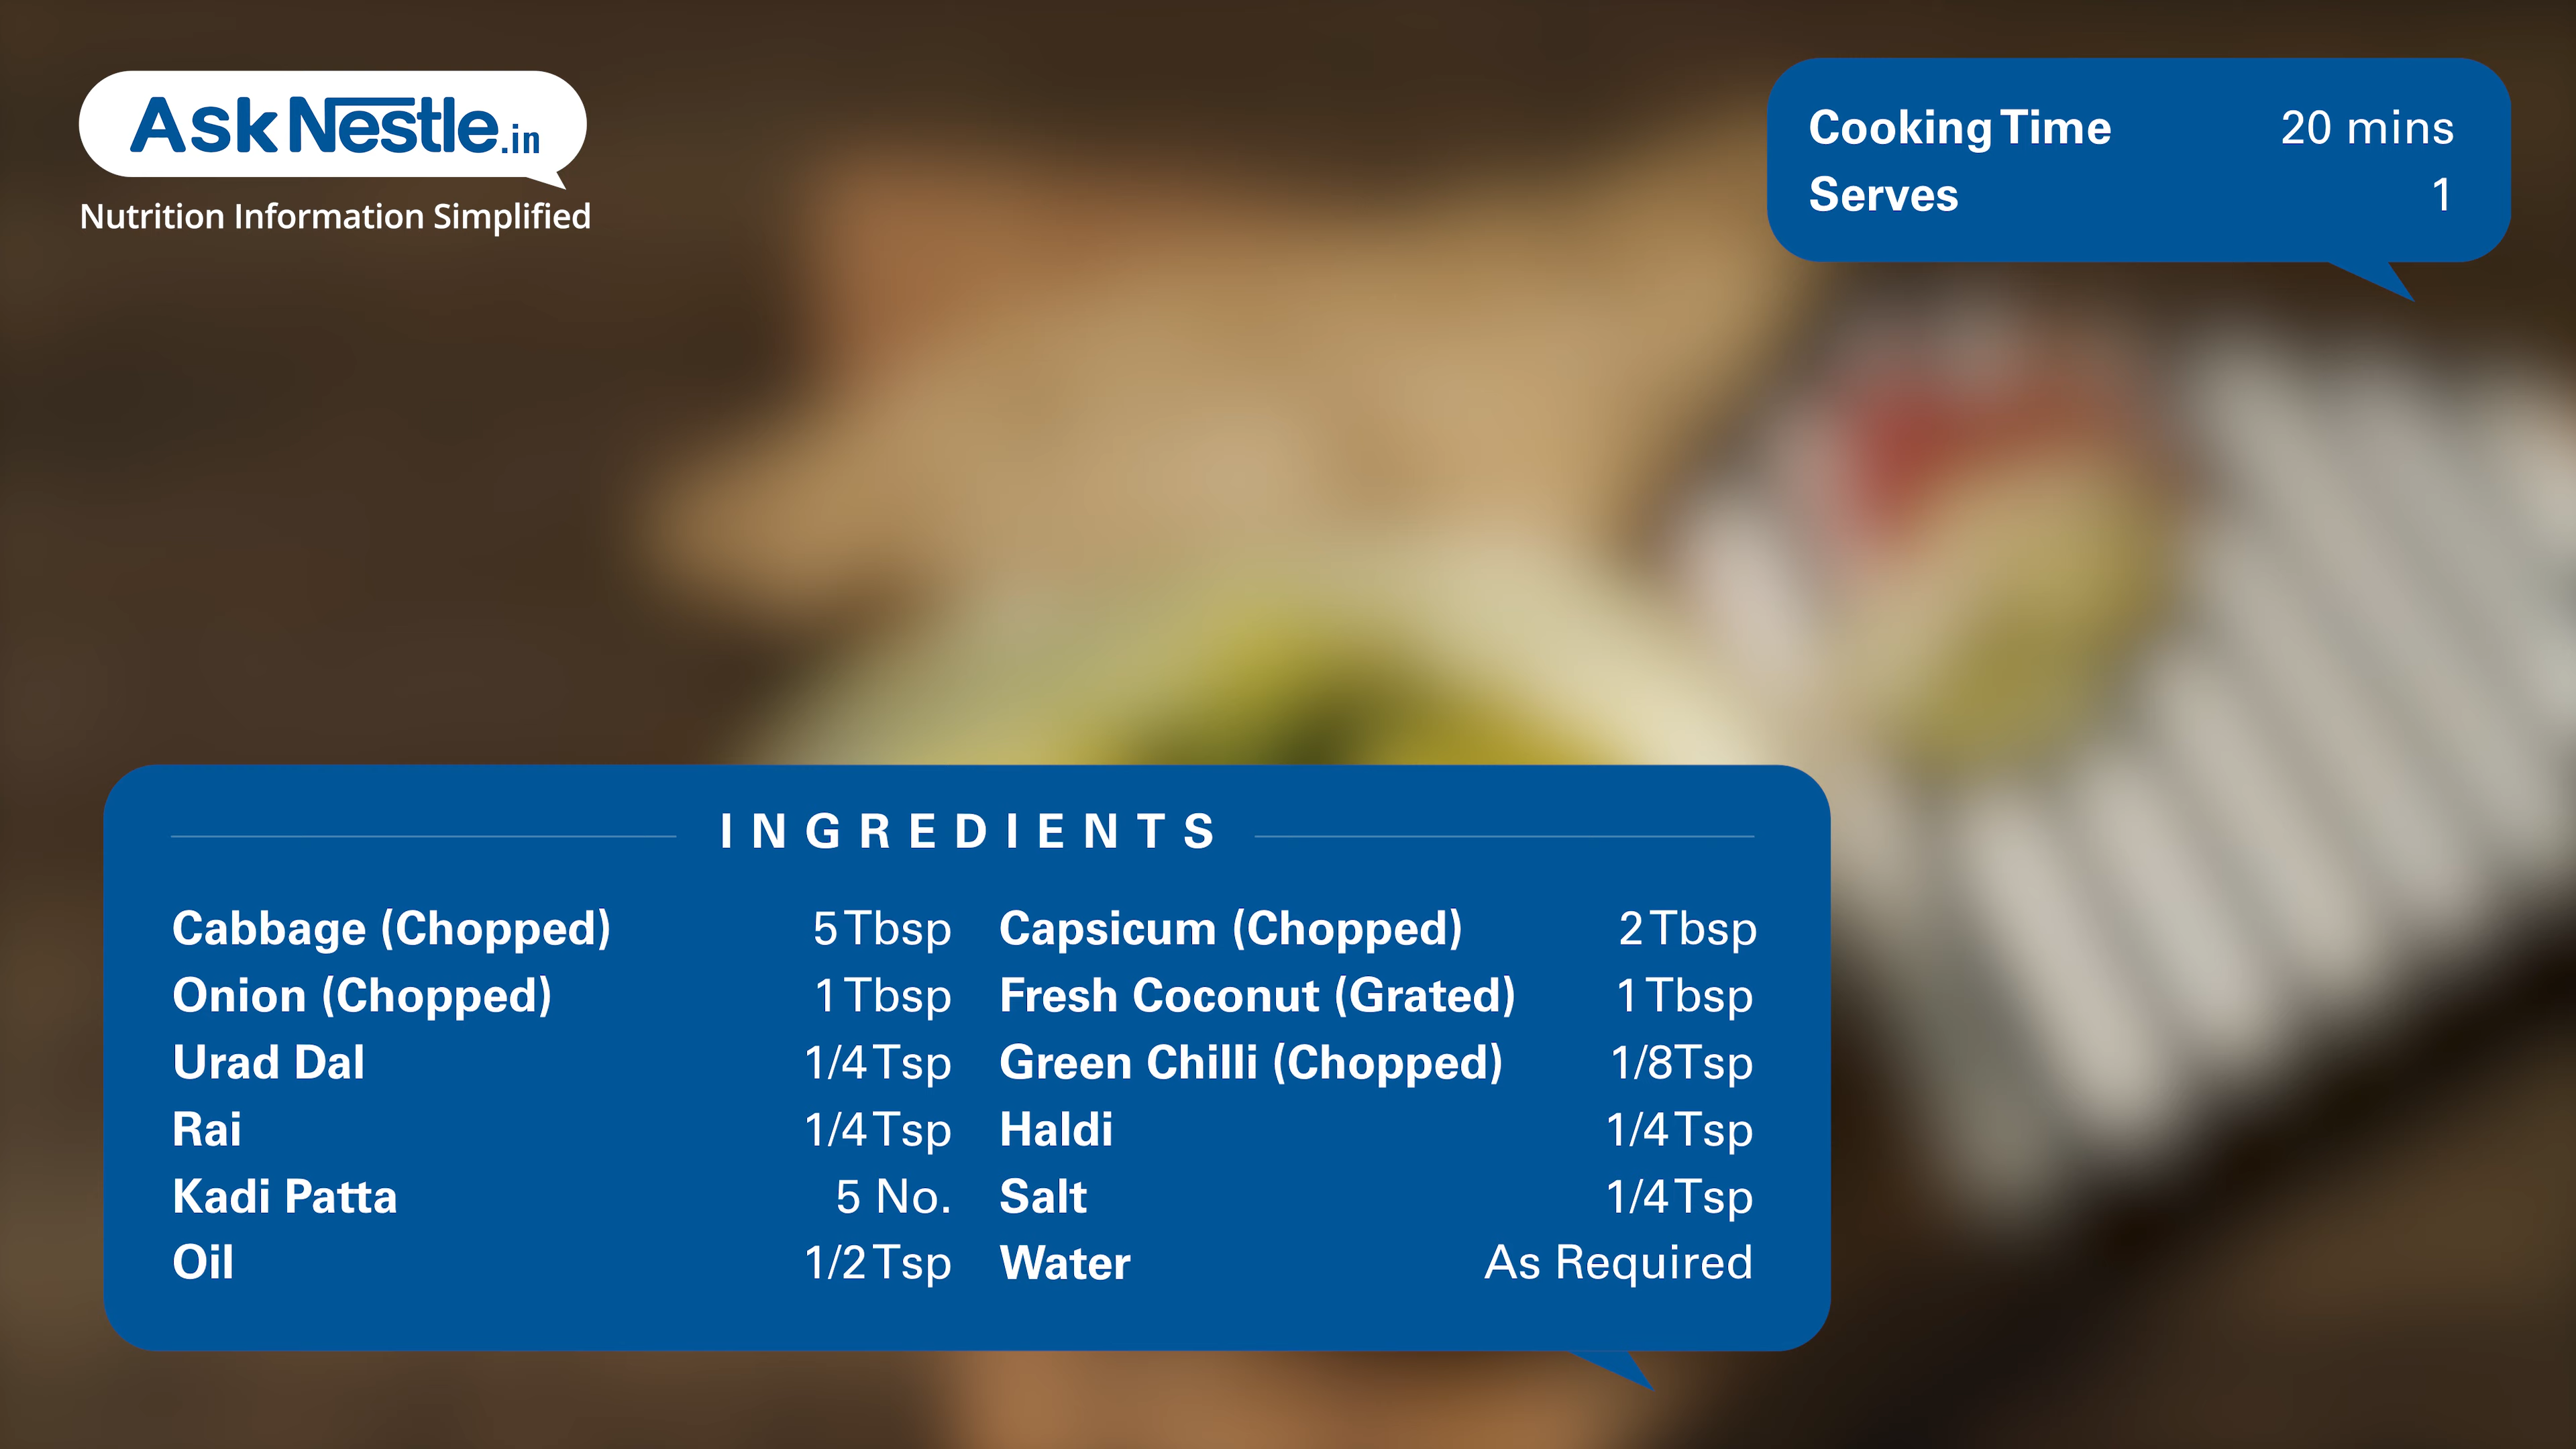 Ask Nestle.in
Nutrition Information Simplified
Cooking Time 20 mins
Serves 1
INGREDIENTS
Cabbage (Chopped) 5 Tbsp Capsicum (Chopped) 2 Tbsp
Onion (Chopped) 1 Tbsp Fresh Coconut (Grated) 1 Tbsp
Urad Dal 1/4 Tsp Green Chilli (Chopped) 1/8 Tsp
Rai 1/4 Tsp Haldi 1/4 Tsp
Kadi Patta 5 No. Salt 1/4 Tsp
Oil 1/2 Tsp Water As Required